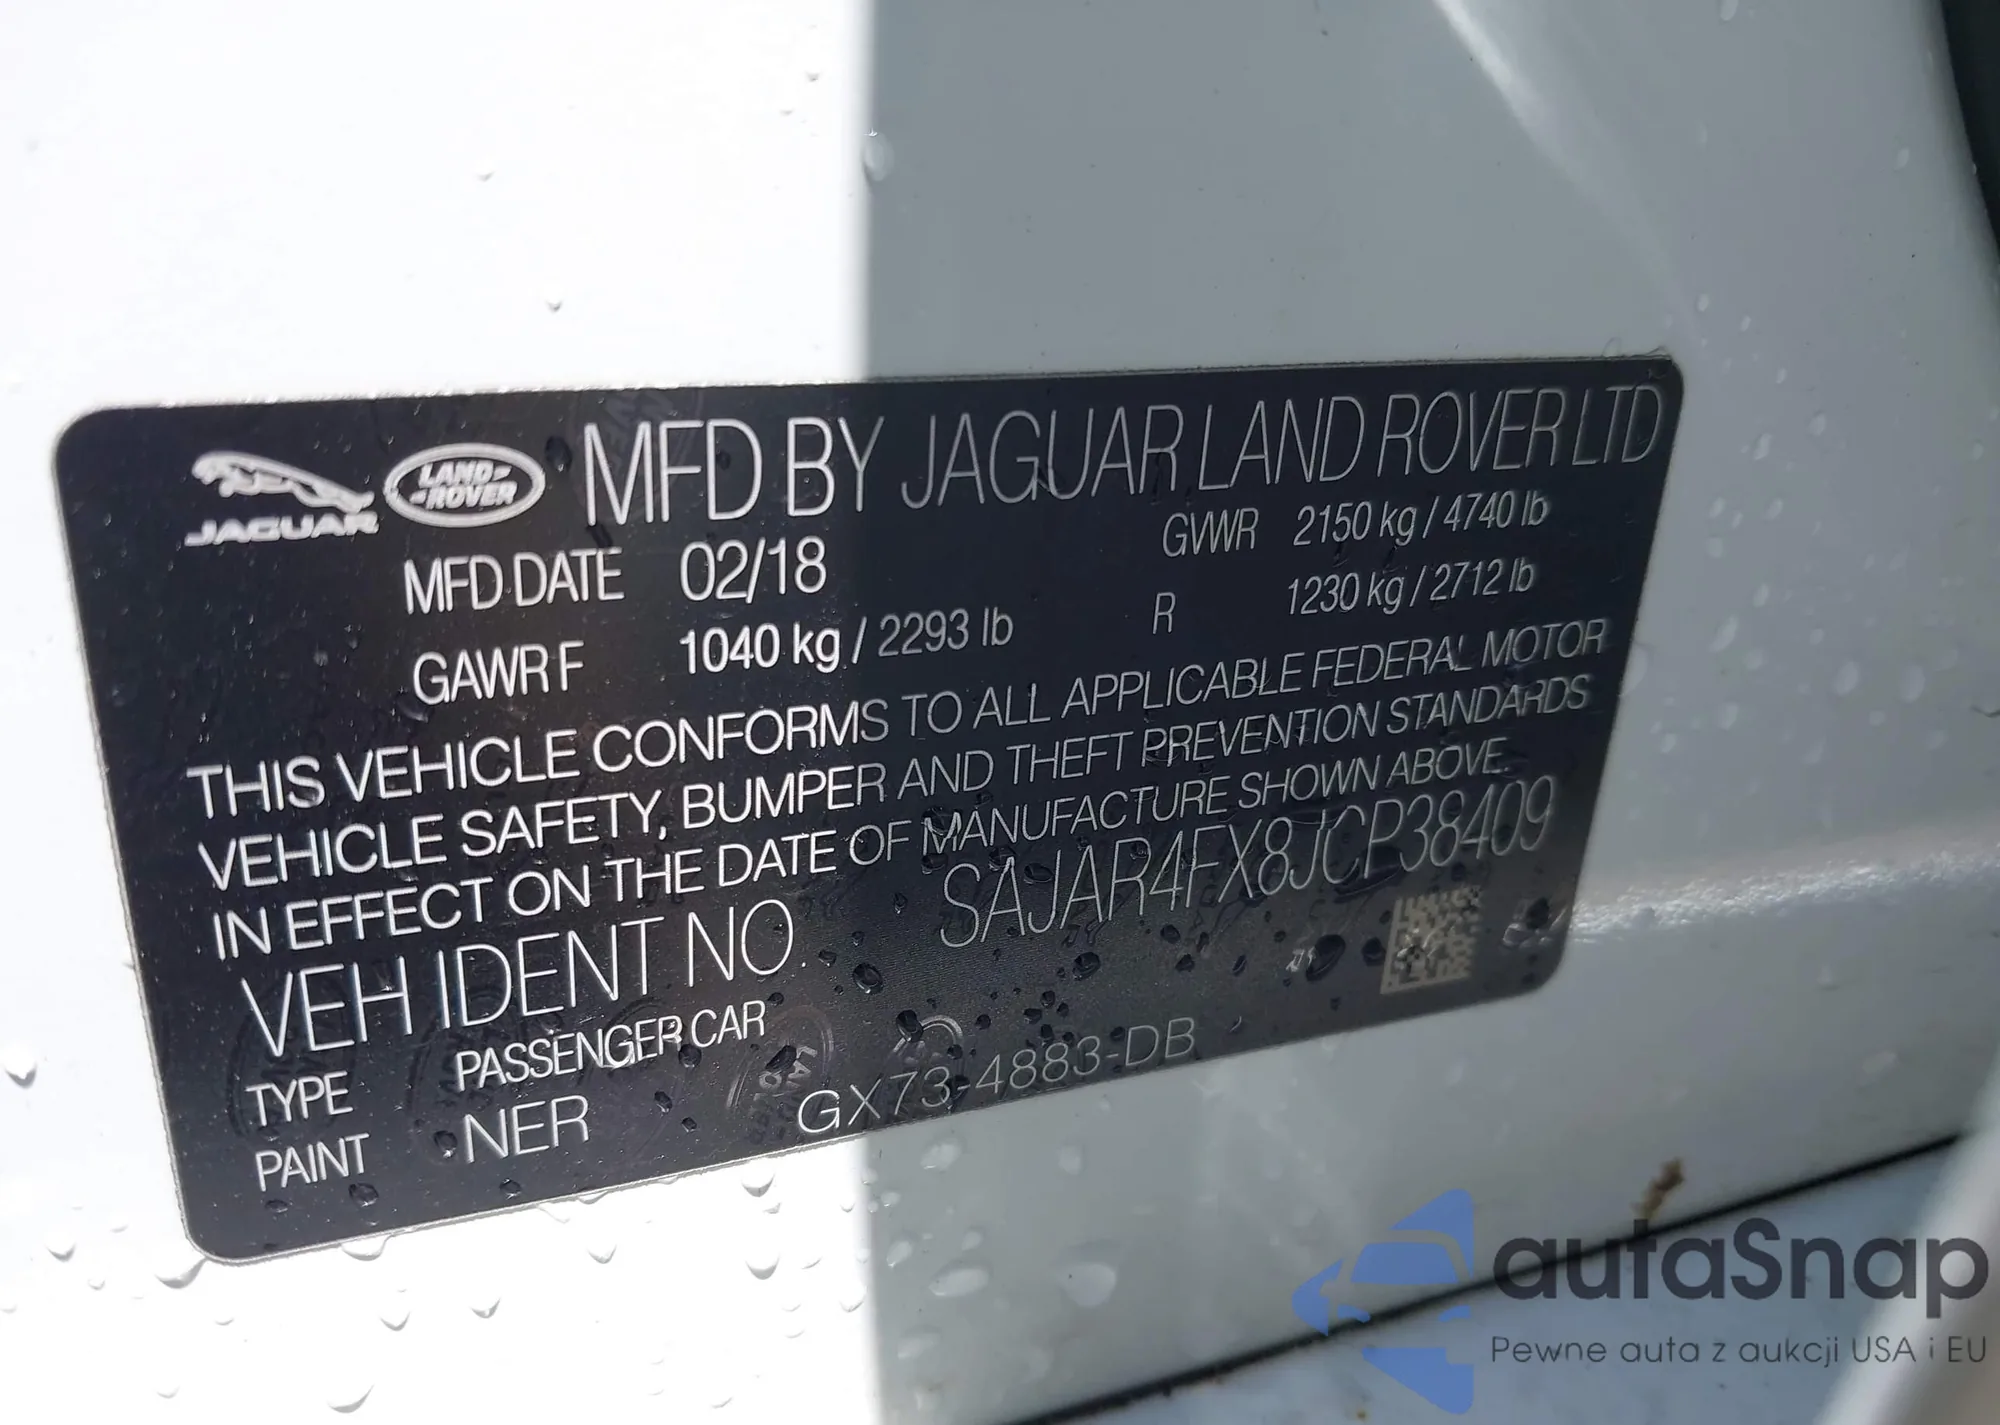 JAGUAR
LAND-
-ROVER
MFD BY JAGUAR LAND ROVER LTD
MFD DATE 02/18 GVWR 2150 kg / 4740 lb
GAWR F 1040 kg / 2293 lb R 1230 kg / 2712 lb
THIS VEHICLE CONFORMS TO ALL APPLICABLE FEDERAL MOTOR
VEHICLE SAFETY, BUMPER AND THEFT PREVENTION STANDARDS
IN EFFECT ON THE DATE OF MANUFACTURE SHOWN ABOVE.
VEH IDENT NO SAJAR4FX8JCP38409
TYPE PASSENGER CAR
PAINT NER GX73-4883-DB
autaSnap
Pewne auta z aukcji USA i EU